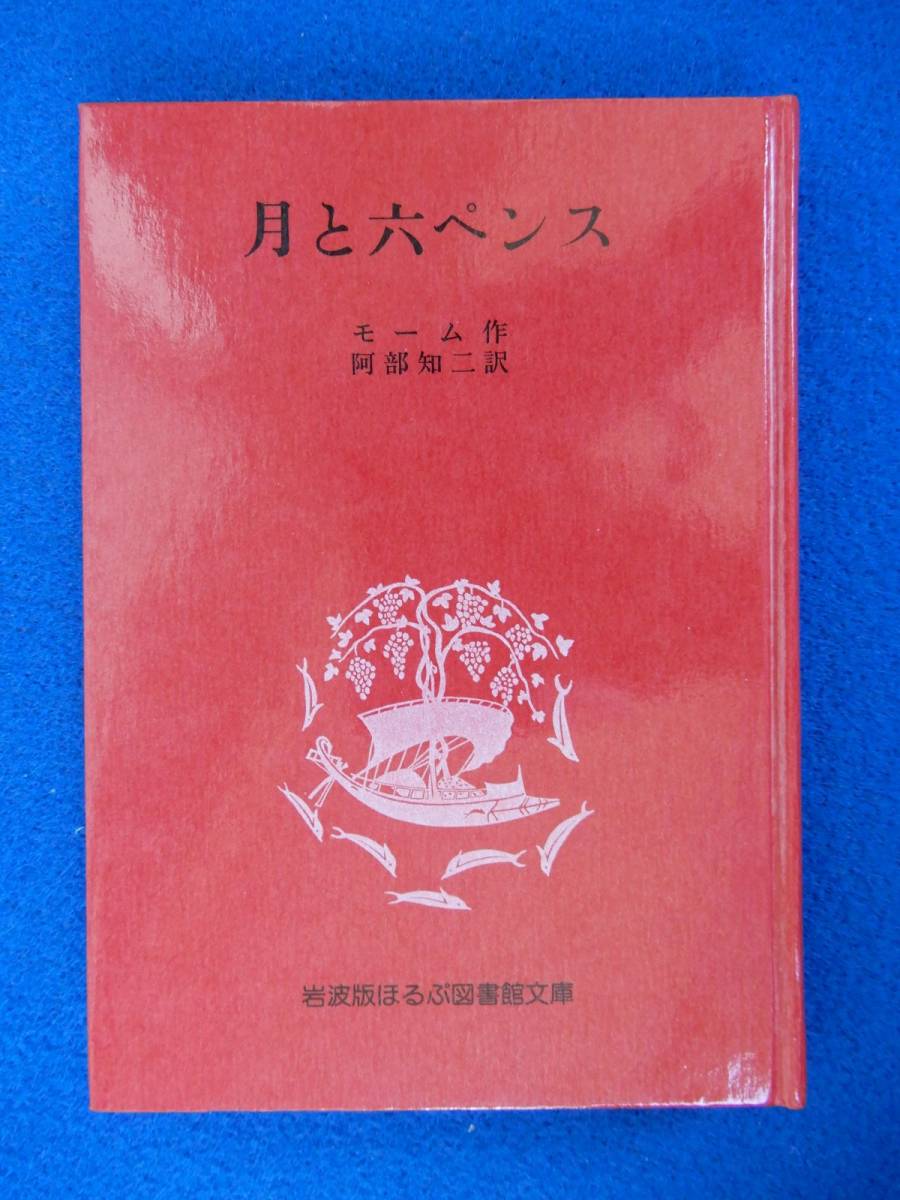 月と六ペンス
モーム作
阿部知二訳
岩波版ほるぷ図書館文庫